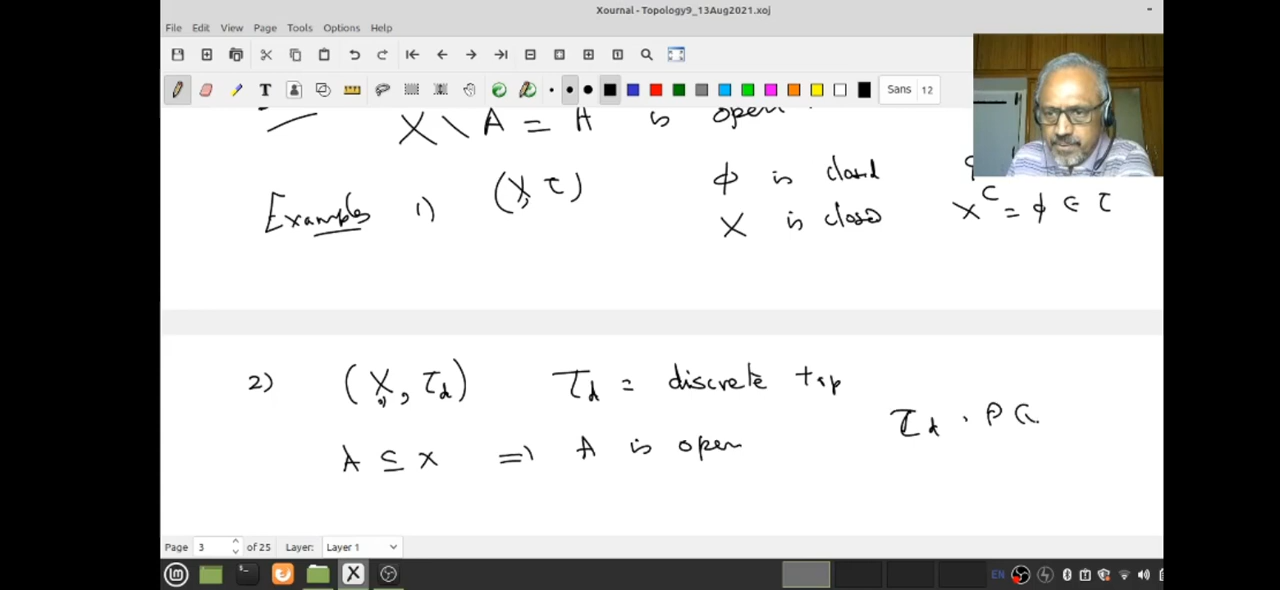 Xournal - Topology9_13Aug2021.xoj
File Edit View Page Tools Options Help
T Sans 12
X \ A = A is open
Examples 1) (X, τ) ϕ is closed
X is closed X^C = ϕ ∈ τ
2) (X, τ_d) τ_d = discrete top
τ_d . P(
A ⊆ X ⟹ A is open
Page 3 of 25 Layer: Layer 1
EN